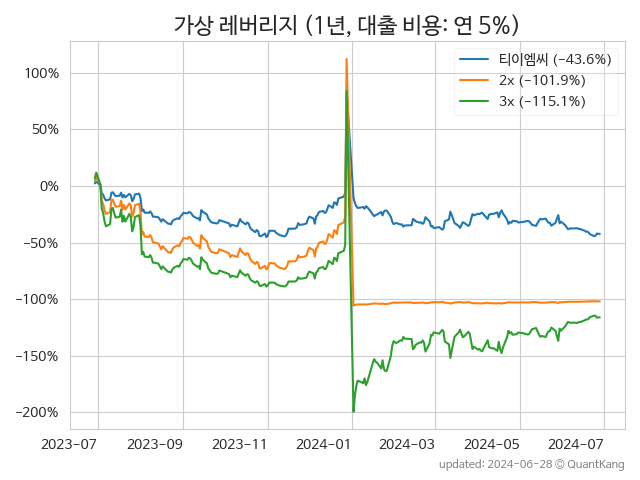 가상 레버리지 (1년, 대출 비용: 연 5%)
티이엠씨 (−43.6%)
2x (−101.9%)
3x (−115.1%)
100%
50%
0%
−50%
−100%
−150%
−200%
2023-07 2023-09 2023-11 2024-01 2024-03 2024-05 2024-07
updated: 2024-06-28 © QuantKang